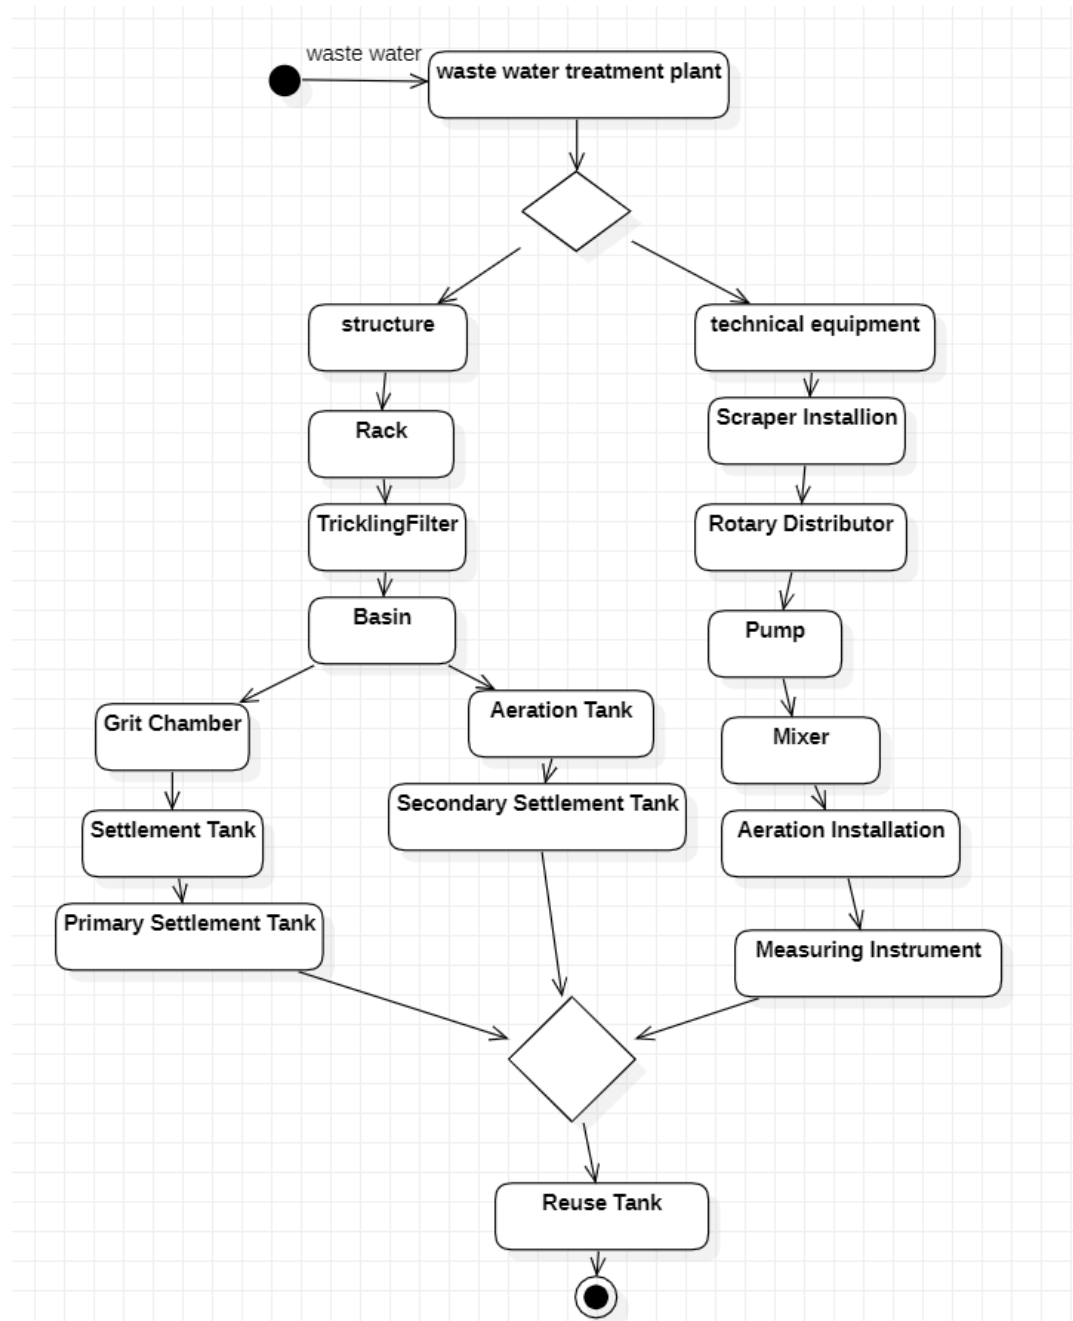 waste water
waste water treatment plant
structure
technical equipment
Rack
Scraper Installion
TricklingFilter
Rotary Distributor
Basin
Pump
Grit Chamber
Aeration Tank
Mixer
Settlement Tank
Secondary Settlement Tank
Aeration Installation
Primary Settlement Tank
Measuring Instrument
Reuse Tank